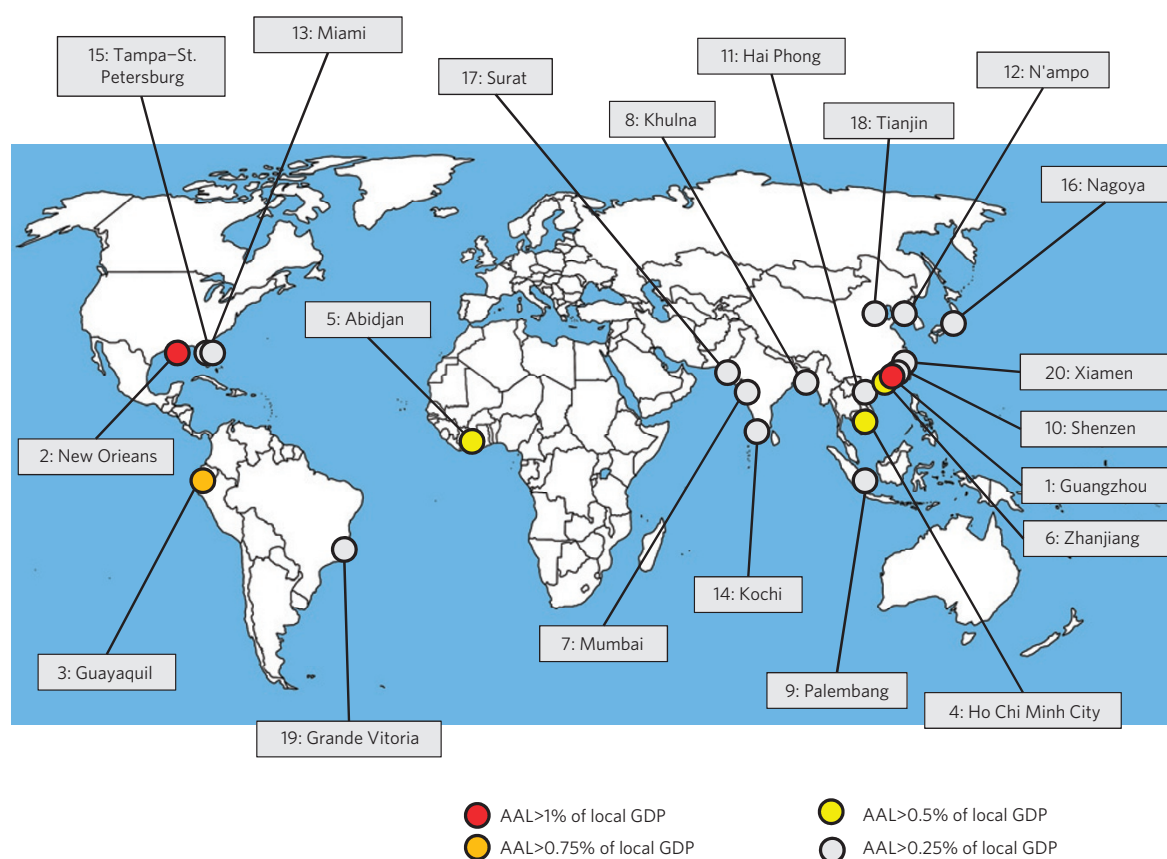 13: Miami
15: Tampa–St.
Petersburg
11: Hai Phong
17: Surat
12: N'ampo
8: Khulna
18: Tianjin
16: Nagoya
5: Abidjan
20: Xiamen
10: Shenzen
2: New Orieans
1: Guangzhou
6: Zhanjiang
14: Kochi
7: Mumbai
3: Guayaquil
9: Palembang
4: Ho Chi Minh City
19: Grande Vitoria
AAL>1% of local GDP
AAL>0.5% of local GDP
AAL>0.75% of local GDP
AAL>0.25% of local GDP